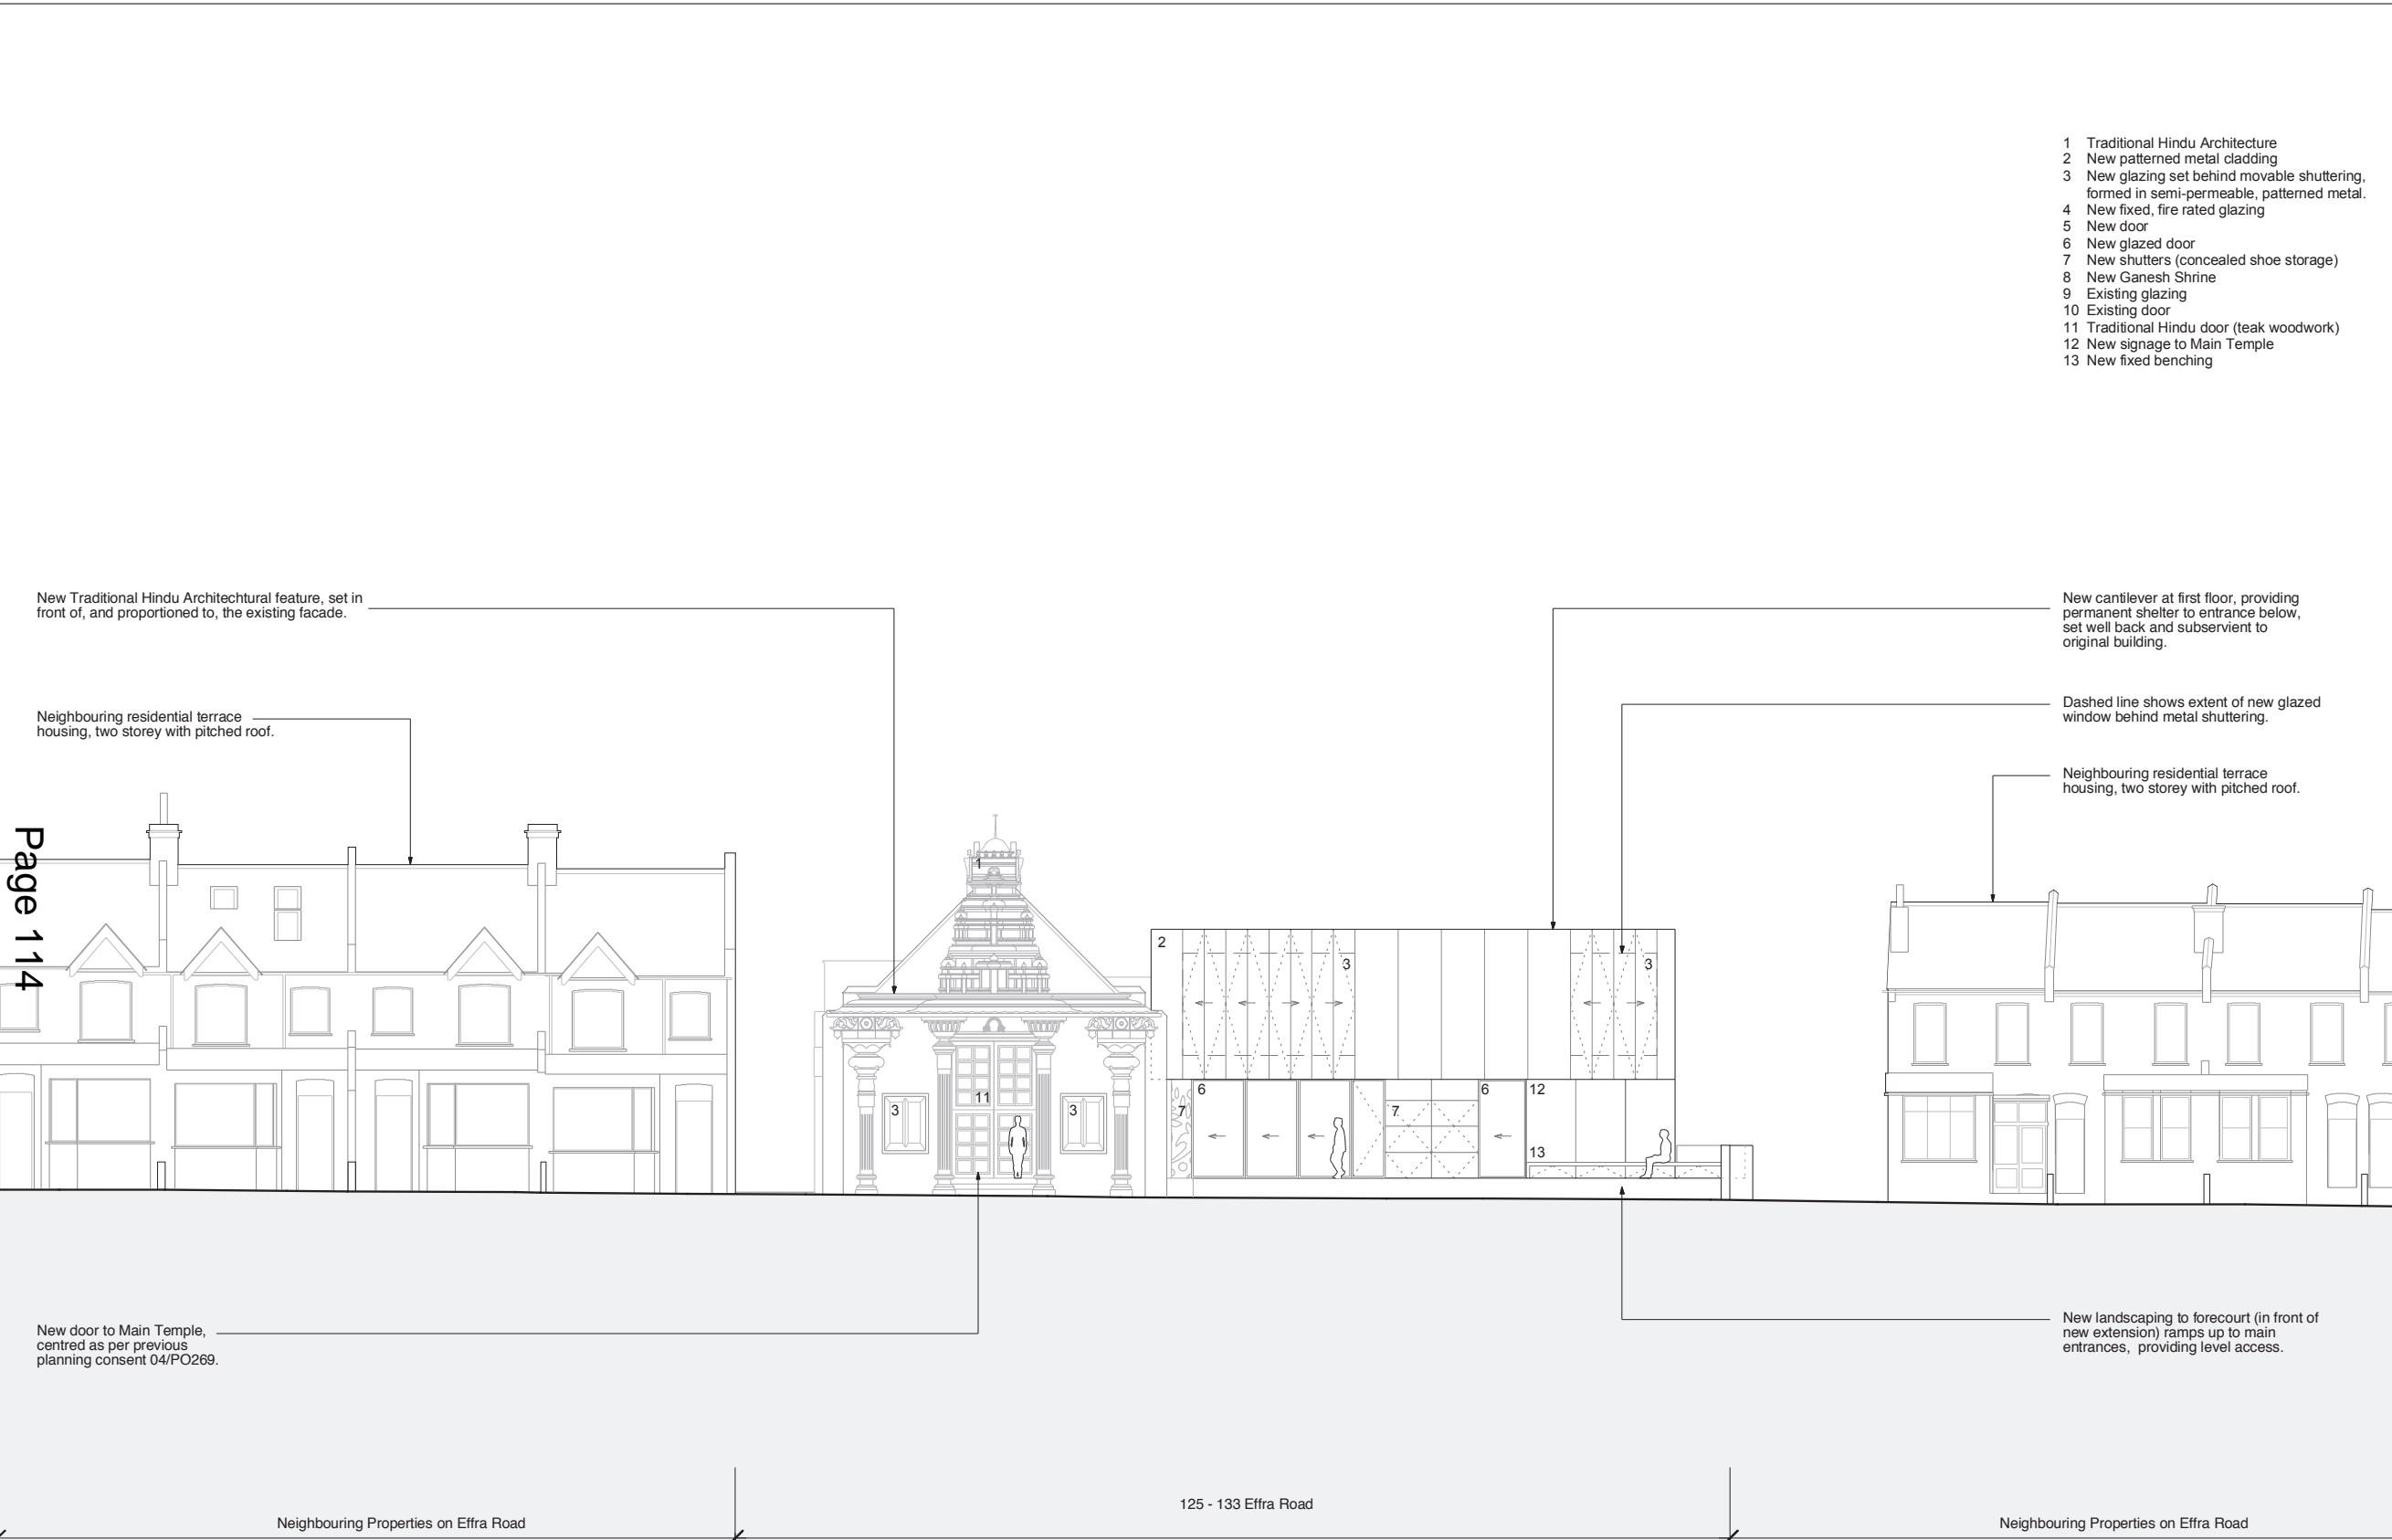 1 Traditional Hindu Architecture
2 New patterned metal cladding
3 New glazing set behind movable shuttering,
formed in semi-permeable, patterned metal.
4 New fixed, fire rated glazing
5 New door
6 New glazed door
7 New shutters (concealed shoe storage)
8 New Ganesh Shrine
9 Existing glazing
10 Existing door
11 Traditional Hindu door (teak woodwork)
12 New signage to Main Temple
13 New fixed benching
New Traditional Hindu Architechtural feature, set in
front of, and proportioned to, the existing facade.
New cantilever at first floor, providing
permanent shelter to entrance below,
set well back and subservient to
original building.
Neighbouring residential terrace
housing, two storey with pitched roof.
Dashed line shows extent of new glazed
window behind metal shuttering.
Neighbouring residential terrace
housing, two storey with pitched roof.
Page 114
1
2
3
3
6
6
12
11
3
3
7
7
13
New door to Main Temple,
centred as per previous
planning consent 04/PO269.
New landscaping to forecourt (in front of
new extension) ramps up to main
entrances, providing level access.
125 - 133 Effra Road
Neighbouring Properties on Effra Road
Neighbouring Properties on Effra Road